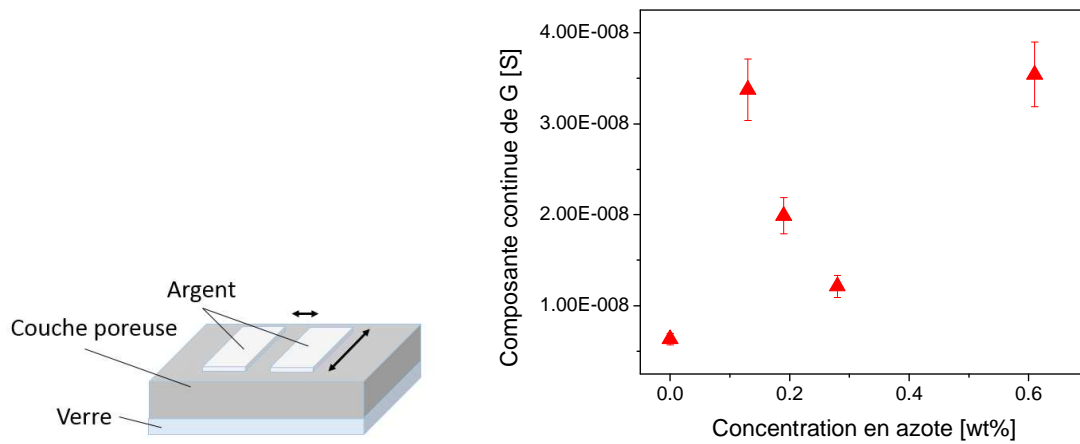 Argent
Couche poreuse
Verre
Composante continue de G [S]
4.00E-008
3.00E-008
2.00E-008
1.00E-008
0.0 0.2 0.4 0.6
Concentration en azote [wt%]